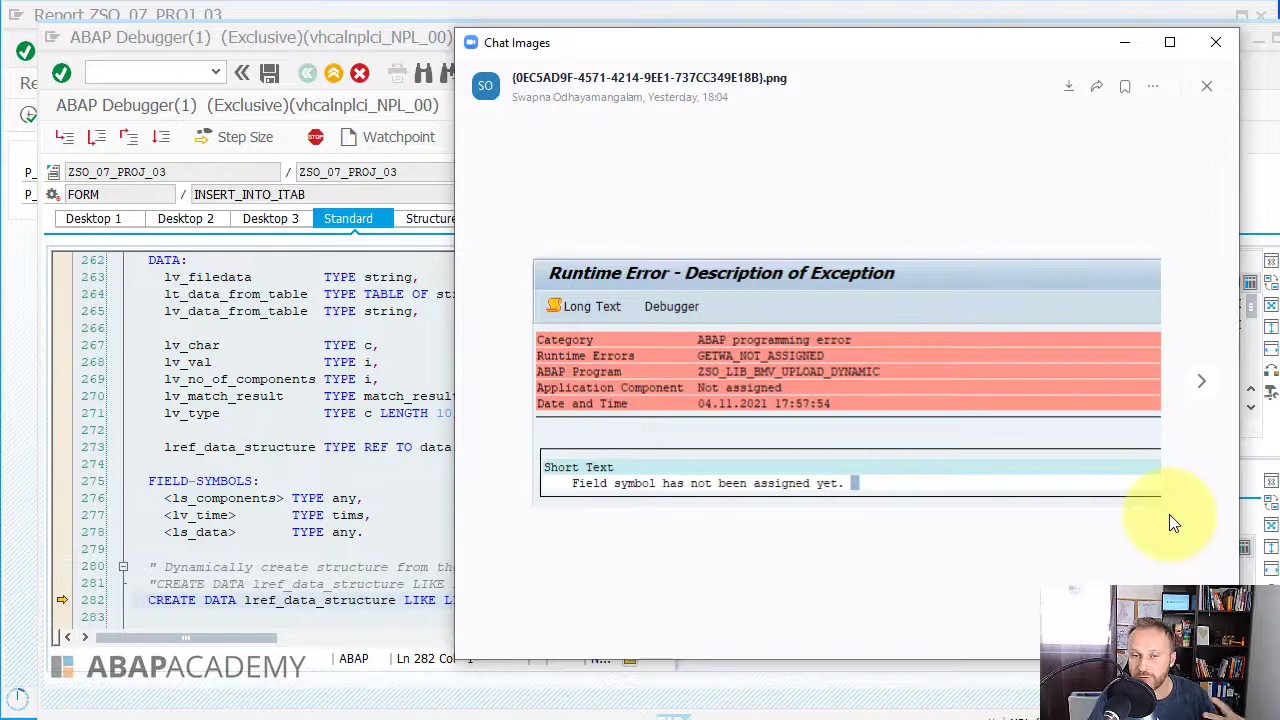 Report ZSO_07_PROJ_03
ABAP Debugger(1) (Exclusive)(vhcalnplci_NPL_00)
ABAP Debugger(1) (Exclusive)(vhcalnplci_NPL_00)
Step Size
STOP
Watchpoint
ZSO_07_PROJ_03 / ZSO_07_PROJ_03
FORM / INSERT_INTO_ITAB
Desktop 1
Desktop 2
Desktop 3
Standard
Structure
262 DATA:
263 lv_filedata TYPE string,
264 lt_data_from_table TYPE TABLE OF st
265 lv_data_from_table TYPE string,
266
267 lv_char TYPE c,
268 lv_val TYPE i,
269 lv_no_of_components TYPE i,
270 lv_match_result TYPE match_resul
271 lv_type TYPE c LENGTH 10
273 lref_data_structure TYPE REF TO data
274
275 FIELD-SYMBOLS:
276 <ls_components> TYPE any,
277 <lv_time> TYPE tims,
278 <ls_data> TYPE any.
279
280 " Dynamically create structure from the
281 "CREATE DATA lref_data_structure LIKE
282 CREATE DATA lref_data_structure LIKE L
283
ABAP
Ln 282 Co
ABAPACADEMY
Chat Images
SO
{0EC5AD9F-4571-4214-9EE1-737CC349E18B}.png
Swapna Odhayamangalam, Yesterday, 18:04
Runtime Error - Description of Exception
Long Text
Debugger
Category ABAP programming error
Runtime Errors GETWA_NOT_ASSIGNED
ABAP Program ZSO_LIB_BMV_UPLOAD_DYNAMIC
Application Component Not assigned
Date and Time 04.11.2021 17:57:54
Short Text
Field symbol has not been assigned yet.